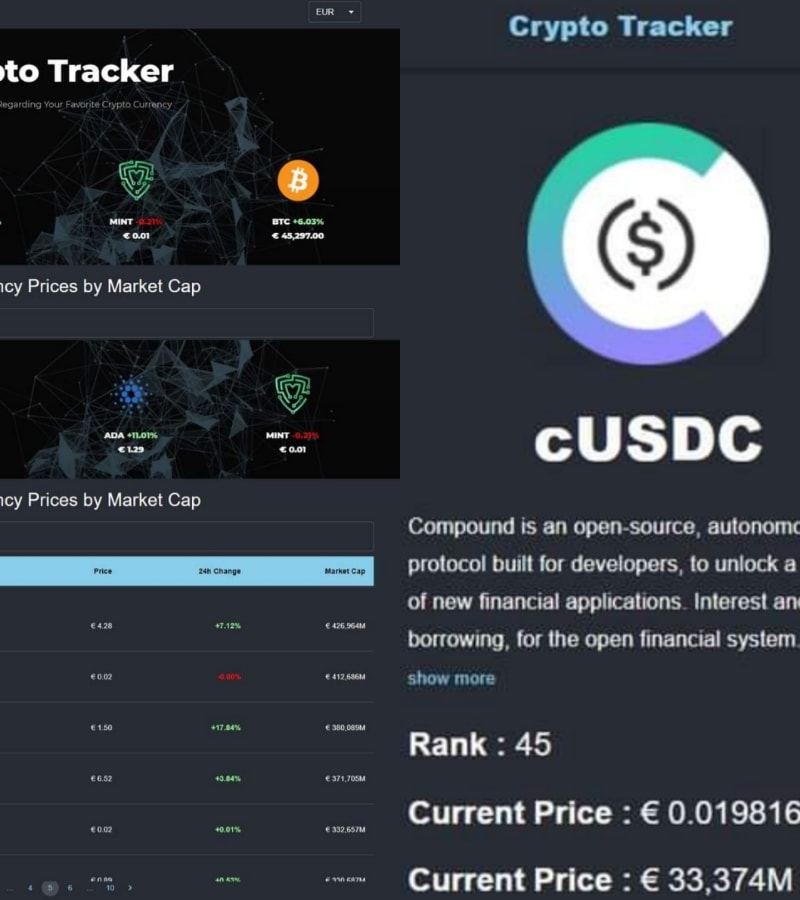 EUR
pto Tracker
Regarding Your Favorite Crypto Currency
MINT -0.21%
€ 0.01
BTC +6.03%
€ 45,297.00
ncy Prices by Market Cap
ADA +11.01%
€ 1.29
MINT -0.21%
€ 0.01
ncy Prices by Market Cap
Price 24h Change Market Cap
€ 4.28 +7.12% € 426,964M
€ 0.02 € 412,686M
€ 1.50 +17.84% € 380,089M
€ 6.52 +3.84% € 371,705M
€ 0.02 +0.01% € 332,657M
€ 0.89 +0.53%
... 4 5 6 ... 10 >
Crypto Tracker
$
cUSDC
Compound is an open-source, autonomo
protocol built for developers, to unlock a
of new financial applications. Interest and
borrowing, for the open financial system.
show more
Rank : 45
Current Price : € 0.019816
Current Price : € 33,374M